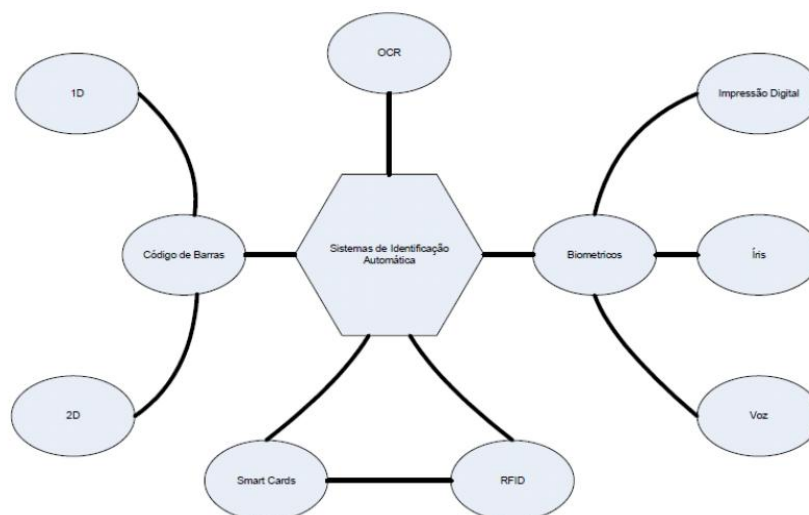 OCR
1D
Impressão Digital
Sistemas de Identificação
Automática
Código de Barras
Biometricos
Íris
2D
Voz
Smart Cards
RFID